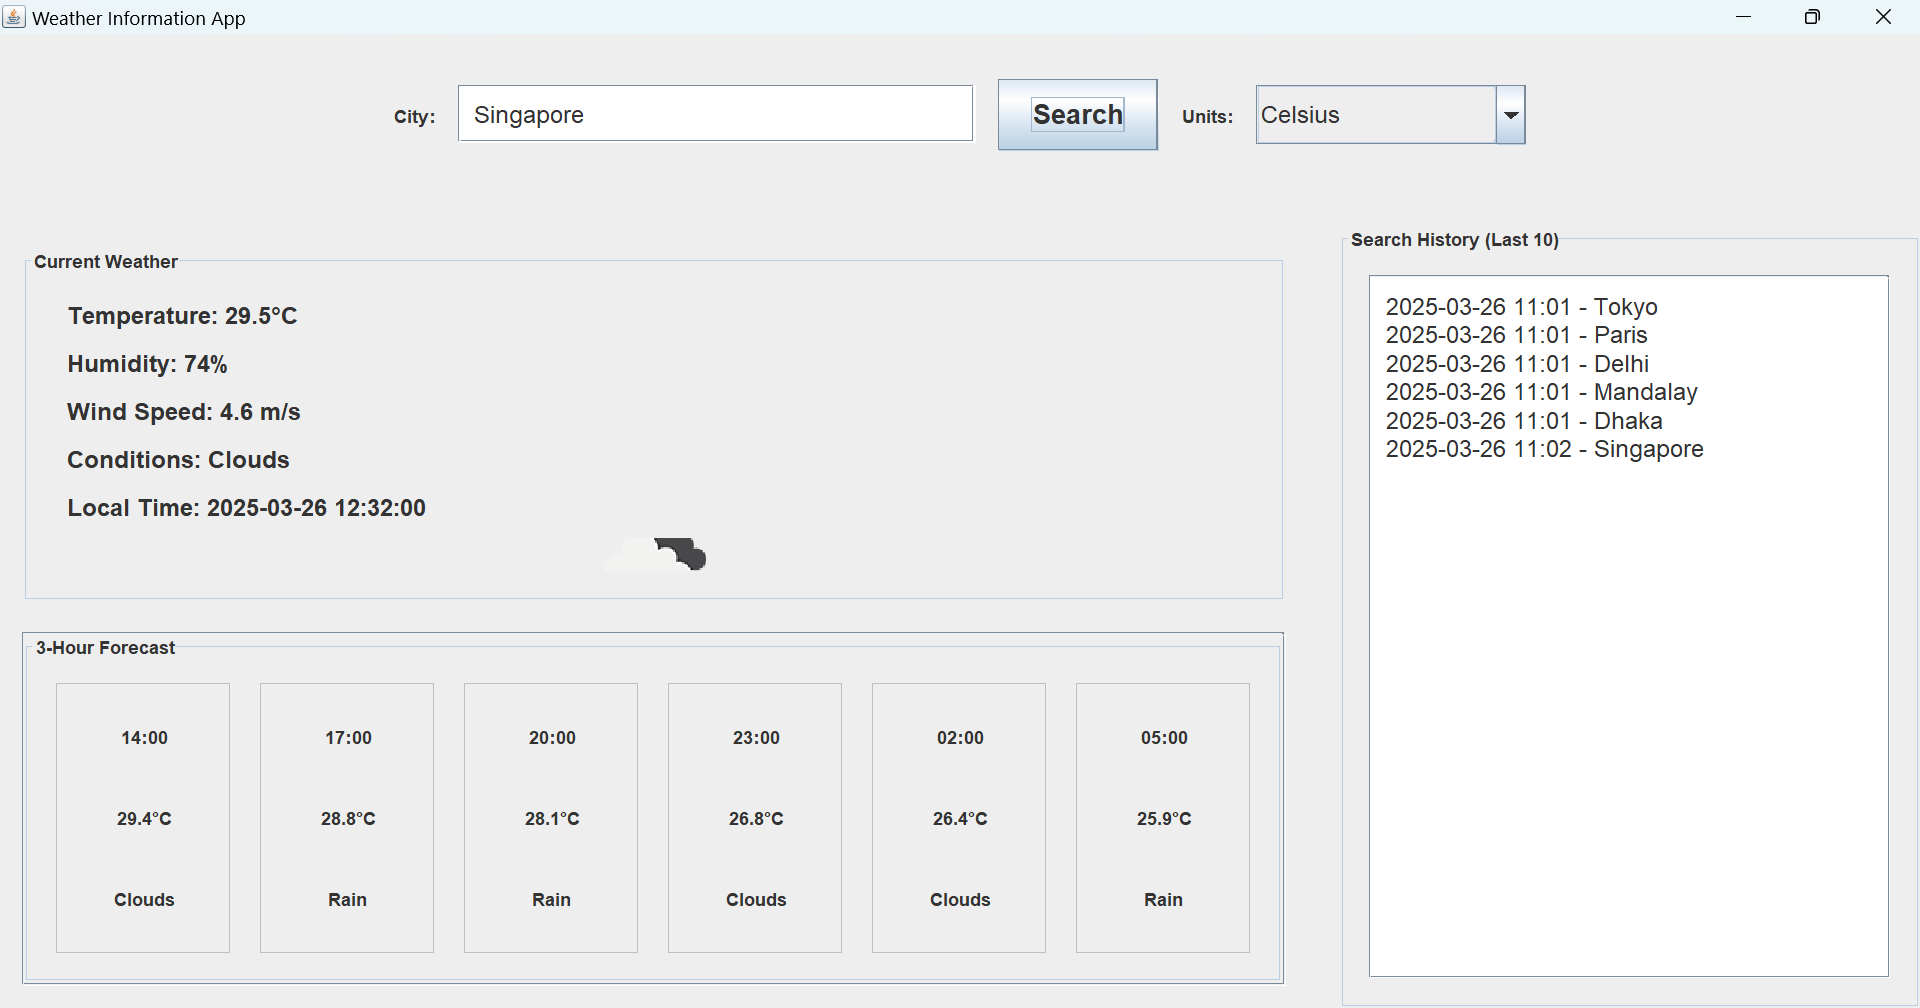 Weather Information App
City:
Singapore
Search
Units:
Celsius
Current Weather
Temperature: 29.5°C
Humidity: 74%
Wind Speed: 4.6 m/s
Conditions: Clouds
Local Time: 2025-03-26 12:32:00
3-Hour Forecast
14:00
29.4°C
Clouds
17:00
28.8°C
Rain
20:00
28.1°C
Rain
23:00
26.8°C
Clouds
02:00
26.4°C
Clouds
05:00
25.9°C
Rain
Search History (Last 10)
2025-03-26 11:01 - Tokyo
2025-03-26 11:01 - Paris
2025-03-26 11:01 - Delhi
2025-03-26 11:01 - Mandalay
2025-03-26 11:01 - Dhaka
2025-03-26 11:02 - Singapore